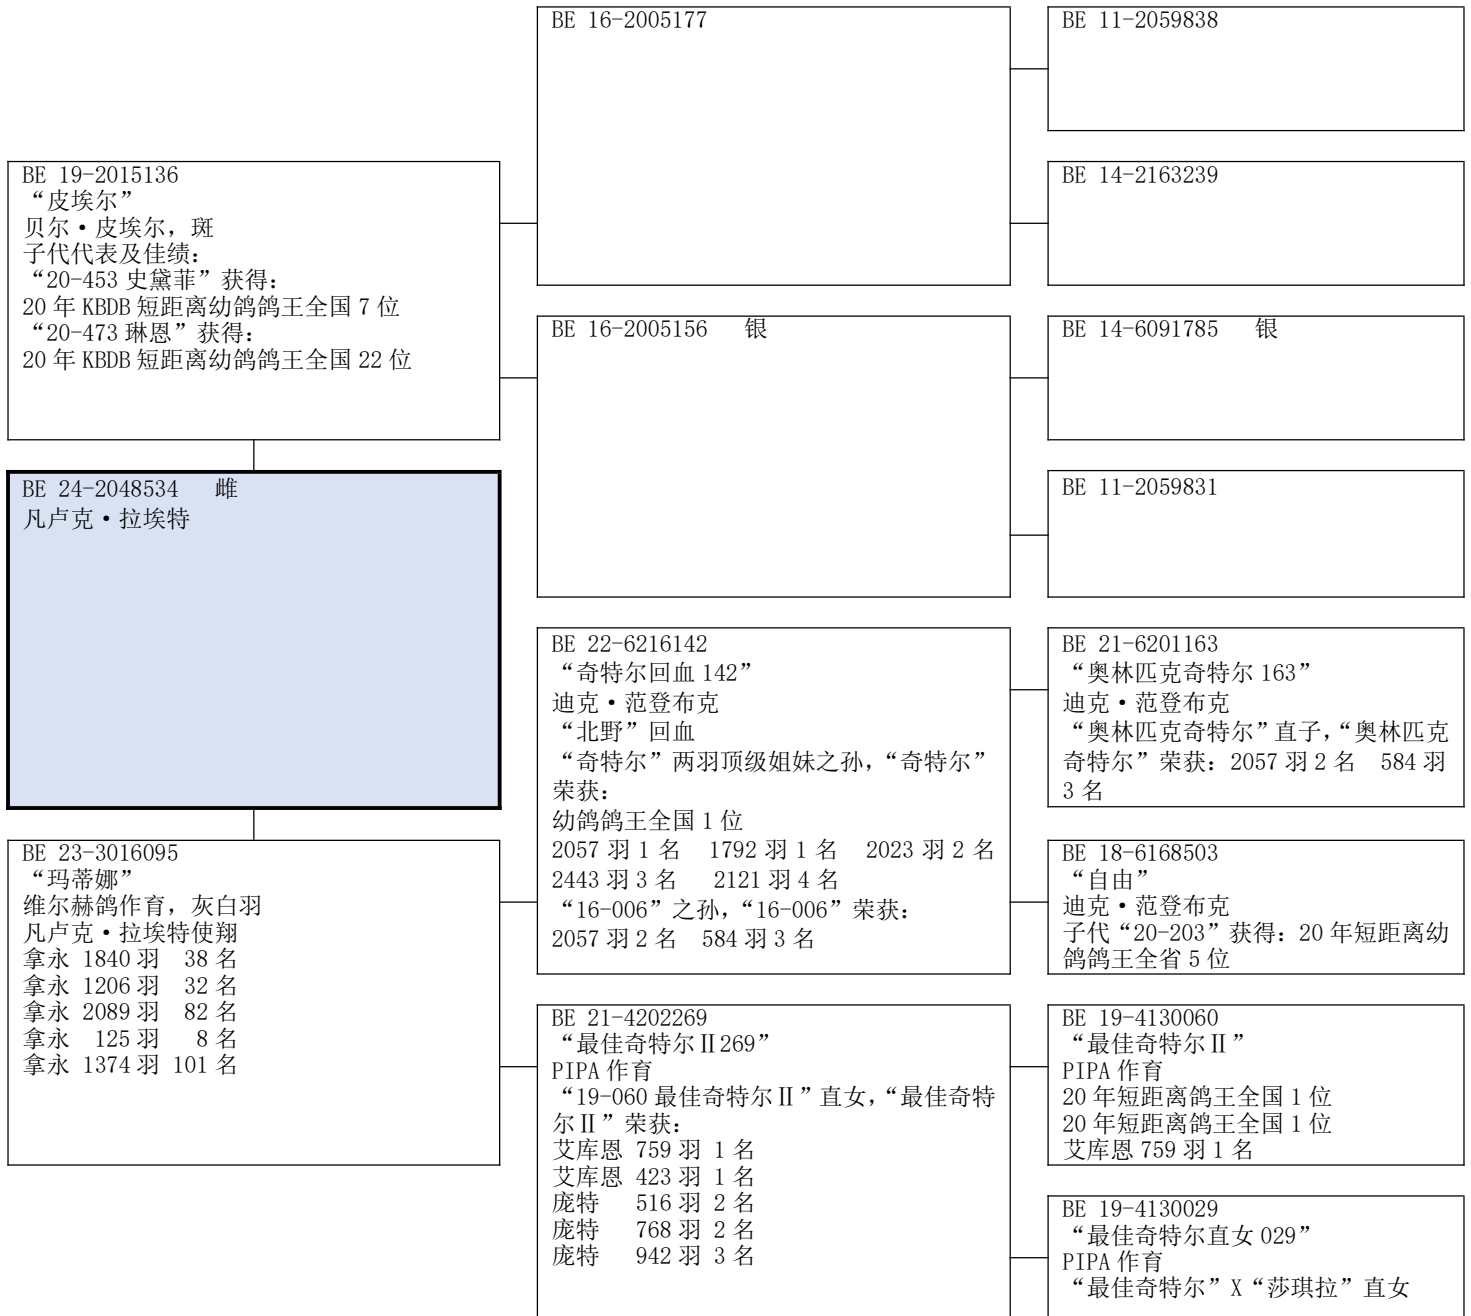 BE 16-2005177
BE 11-2059838
BE 14-2163239
BE 19-2015136
“皮埃尔”
贝尔•皮埃尔，斑
子代代表及佳绩：
“20-453 史黛菲”获得：
20 年 KBDB 短距离幼鸽鸽王全国 7 位
“20-473 琳恩”获得：
20 年 KBDB 短距离幼鸽鸽王全国 22 位
BE 16-2005156 银
BE 14-6091785 银
BE 11-2059831
BE 24-2048534 雌
凡卢克•拉埃特
BE 22-6216142
“奇特尔回血 142”
迪克•范登布克
“北野”回血
“奇特尔”两羽顶级姐妹之孙，“奇特尔”
荣获：
幼鸽鸽王全国 1 位
2057 羽 1 名 1792 羽 1 名 2023 羽 2 名
2443 羽 3 名 2121 羽 4 名
“16-006”之孙，“16-006”荣获：
2057 羽 2 名 584 羽 3 名
BE 21-6201163
“奥林匹克奇特尔 163”
迪克•范登布克
“奥林匹克奇特尔”直子，“奥林匹克
奇特尔”荣获：2057 羽 2 名 584 羽
3 名
BE 18-6168503
“自由”
迪克•范登布克
子代“20-203”获得：20 年短距离幼
鸽鸽王全省 5 位
BE 23-3016095
“玛蒂娜”
维尔赫鸽作育，灰白羽
凡卢克•拉埃特使翔
拿永 1840 羽 38 名
拿永 1206 羽 32 名
拿永 2089 羽 82 名
拿永 125 羽 8 名
拿永 1374 羽 101 名
BE 21-4202269
“最佳奇特尔Ⅱ269”
PIPA 作育
“19-060 最佳奇特尔Ⅱ”直女，“最佳奇特
尔Ⅱ”荣获：
艾库恩 759 羽 1 名
艾库恩 423 羽 1 名
庞特 516 羽 2 名
庞特 768 羽 2 名
庞特 942 羽 3 名
BE 19-4130060
“最佳奇特尔Ⅱ”
PIPA 作育
20 年短距离鸽王全国 1 位
20 年短距离鸽王全国 1 位
艾库恩 759 羽 1 名
BE 19-4130029
“最佳奇特尔直女 029”
PIPA 作育
“最佳奇特尔”X“莎琪拉”直女